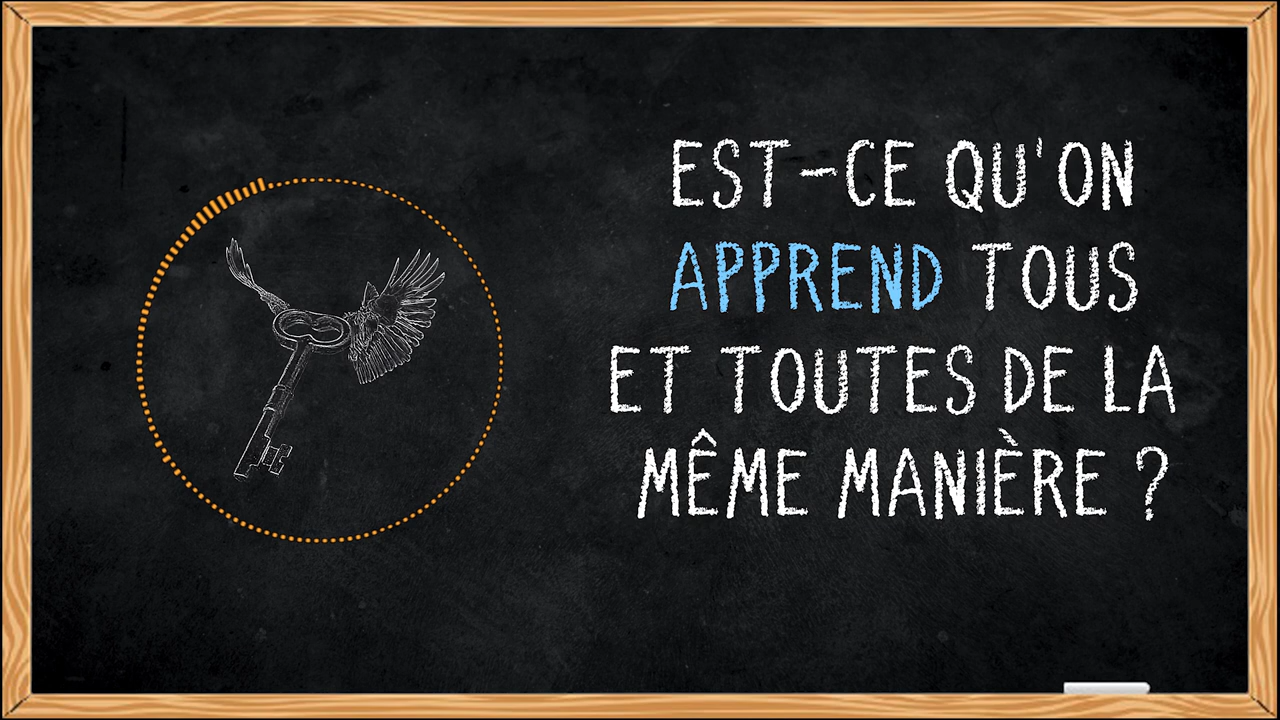 EST-CE QU'ON
APPREND TOUS
ET TOUTES DE LA
MÊME MANIÈRE ?